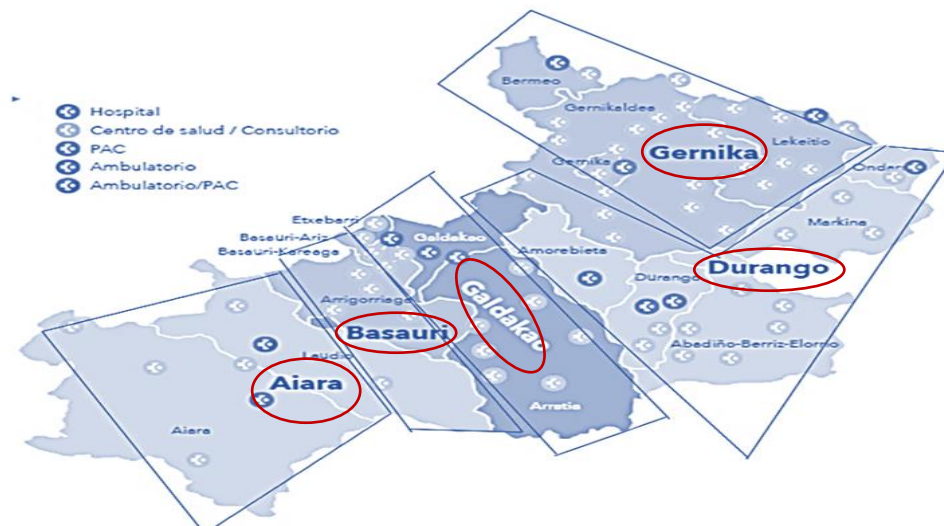 Hospital
Centro de salud / Consultorio
PAC
Ambulatorio
Ambulatorio/PAC
Bermeo
Gernikaldea
Lekeitio
Gernika
Gernika
Markina
Etxebarri
Basauri-Ariz
Galdakao
Basauri-Kareaga
Amorebieta
Durango
Durango
Arrigorriaga
Galdakao
Basauri
Abadiño-Berriz-Elorrio
Laudio
Aiara
Arratia
Aiara